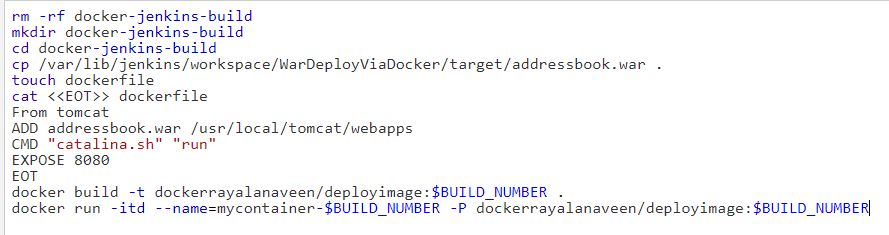 rm -rf docker-jenkins-build
mkdir docker-jenkins-build
cd docker-jenkins-build
cp /var/lib/jenkins/workspace/WarDeployViaDocker/target/addressbook.war .
touch dockerfile
cat <<EOT>> dockerfile
From tomcat
ADD addressbook.war /usr/local/tomcat/webapps
CMD "catalina.sh" "run"
EXPOSE 8080
EOT
docker build -t dockerrayalanaveen/deployimage:$BUILD_NUMBER .
docker run -itd --name=mycontainer-$BUILD_NUMBER -P dockerrayalanaveen/deployimage:$BUILD_NUMBER